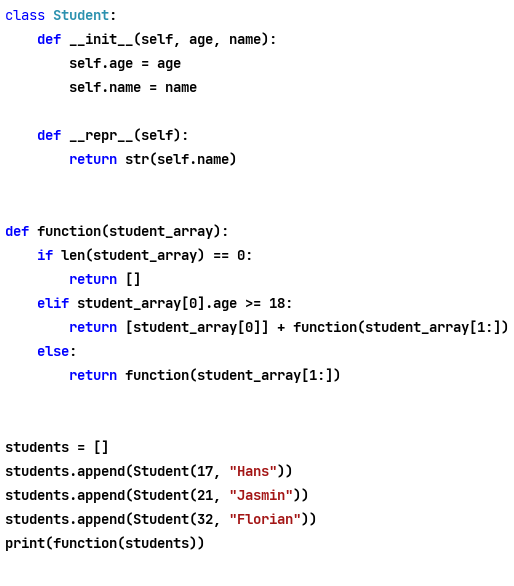 class Student:
    def __init__(self, age, name):
        self.age = age
        self.name = name

    def __repr__(self):
        return str(self.name)


def function(student_array):
    if len(student_array) == 0:
        return []
    elif student_array[0].age >= 18:
        return [student_array[0]] + function(student_array[1:])
    else:
        return function(student_array[1:])


students = []
students.append(Student(17, "Hans"))
students.append(Student(21, "Jasmin"))
students.append(Student(32, "Florian"))
print(function(students))